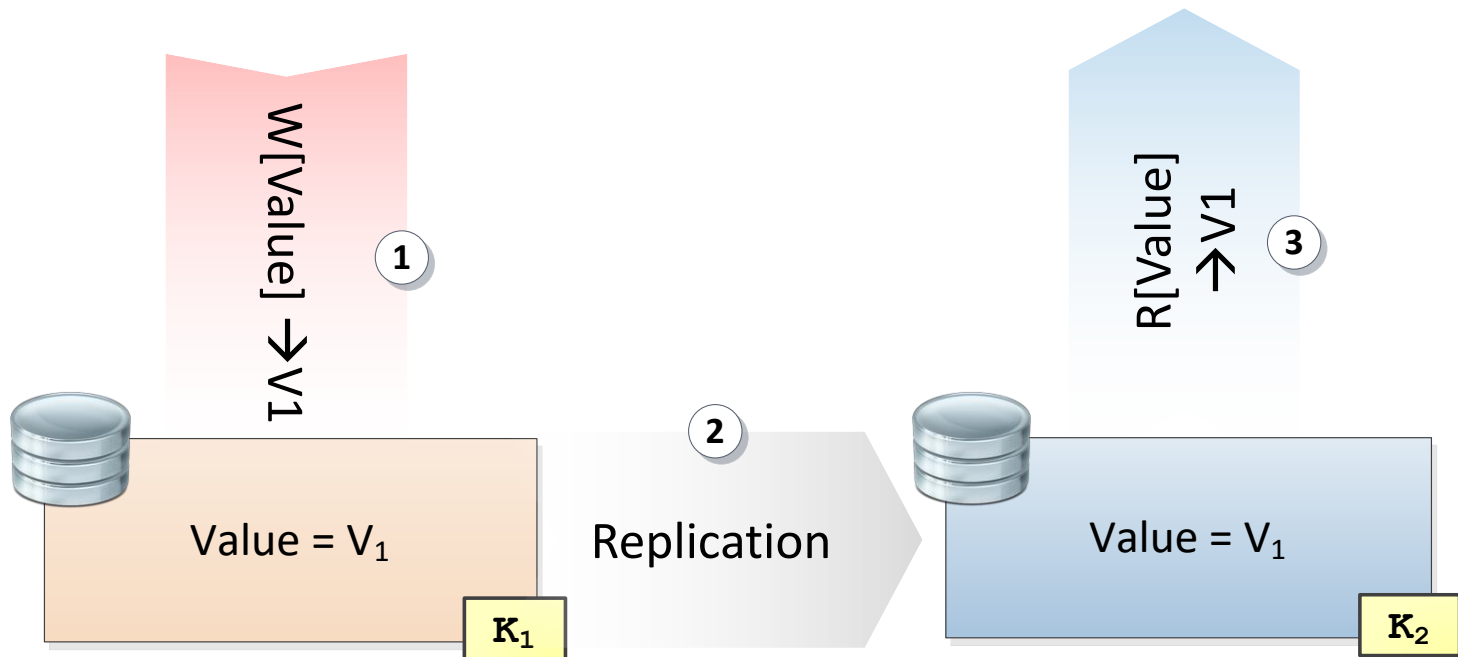 W[Value] →V1
1
Value = V₁
K₁
2
Replication
R[Value]
→V1
3
Value = V₁
K₂